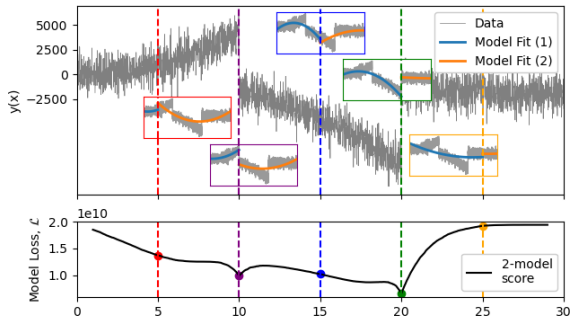 5000
2500
0
−2500
y(x)
Data
Model Fit (1)
Model Fit (2)
1e10
2.0
1.5
1.0
Model Loss, ℒ
2-model
score
0 5 10 15 20 25 30